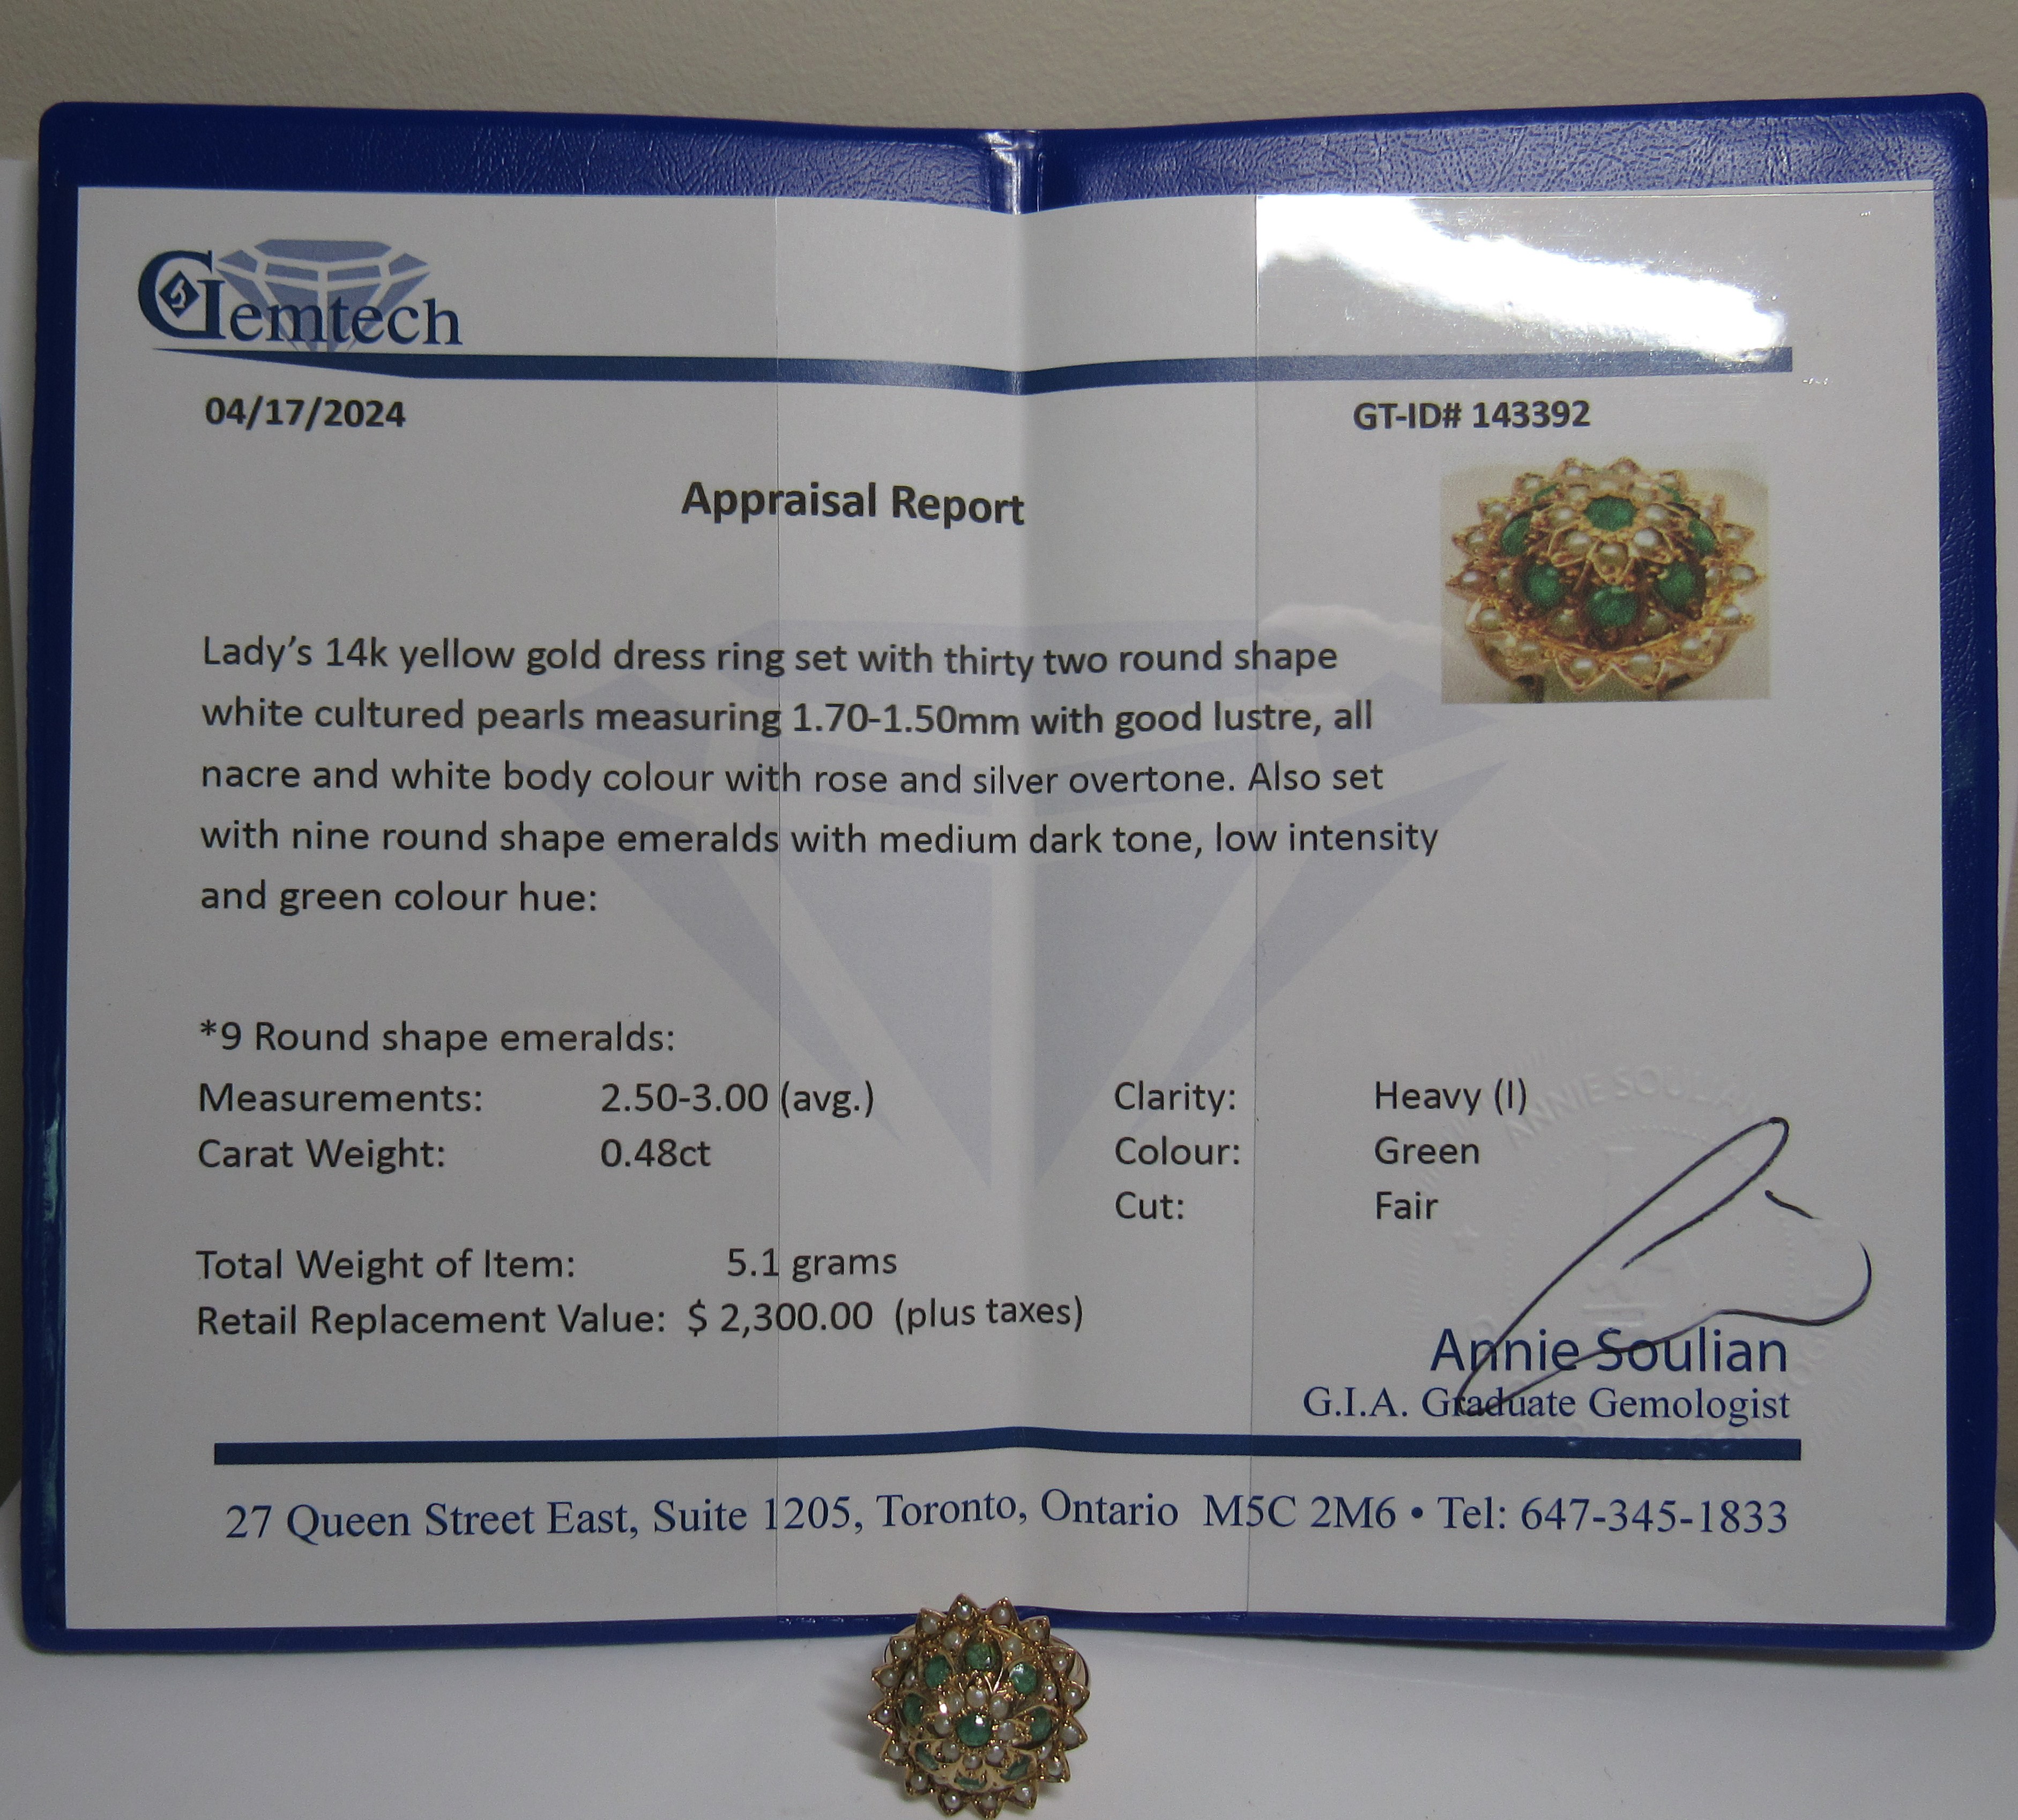 Gemtech
04/17/2024
GT-ID# 143392
Appraisal Report
Lady's 14k yellow gold dress ring set with thirty two round shape
white cultured pearls measuring 1.70-1.50mm with good lustre, all
nacre and white body colour with rose and silver overtone. Also set
with nine round shape emeralds with medium dark tone, low intensity
and green colour hue:
*9 Round shape emeralds:
Measurements: 2.50-3.00 (avg.) Clarity: Heavy (I)
Carat Weight: 0.48ct Colour: Green
Cut: Fair
Total Weight of Item: 5.1 grams
Retail Replacement Value: $ 2,300.00 (plus taxes)
ANNIE SOULIAN
Annie Soulian
G.I.A. Graduate Gemologist
27 Queen Street East, Suite 1205, Toronto, Ontario M5C 2M6 • Tel: 647-345-1833